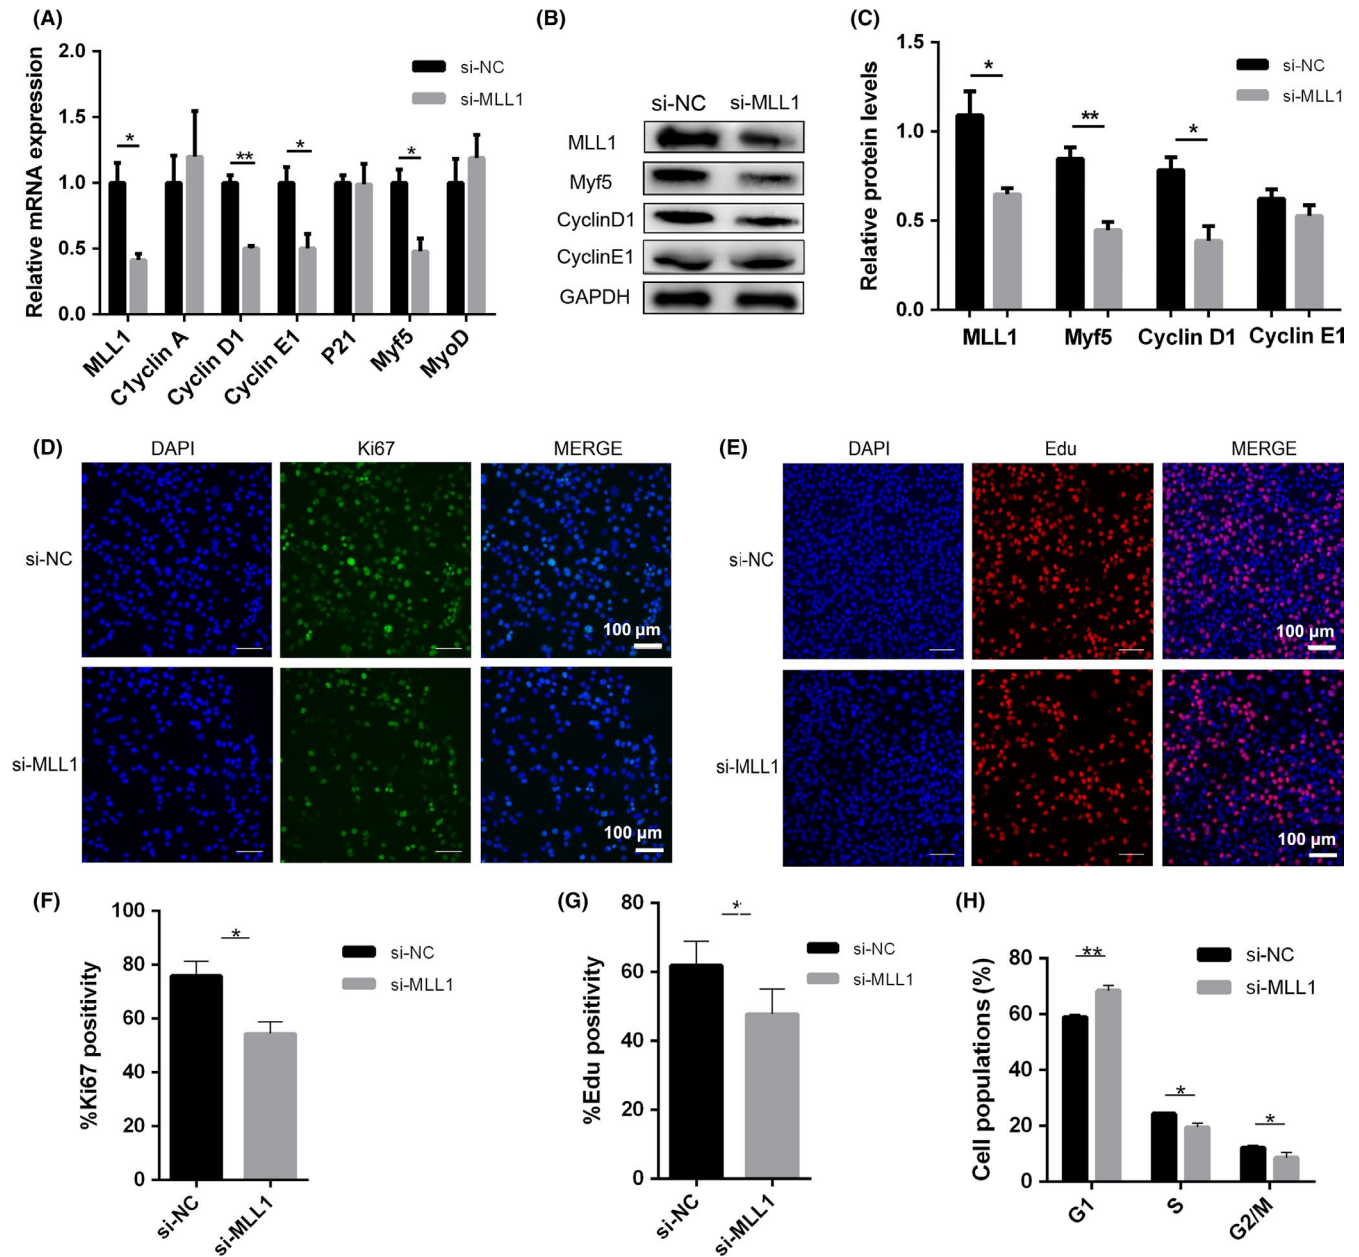 (A)
2.0
1.5
1.0
0.5
0.0
Relative mRNA expression
si-NC
si-MLL1
*
**
*
*
MLL1
C1yclin A
Cyclin D1
Cyclin E1
P21
Myf5
MyoD
(B)
si-NC si-MLL1
MLL1
Myf5
CyclinD1
CyclinE1
GAPDH
(C)
1.5
1.0
0.5
0.0
Relative protein levels
si-NC
si-MLL1
*
**
*
MLL1
Myf5
Cyclin D1
Cyclin E1
(D)
DAPI Ki67 MERGE
si-NC
100 μm
si-MLL1
100 μm
(E)
DAPI Edu MERGE
si-NC
100 μm
si-MLL1
100 μm
(F)
100
80
60
40
20
0
%Ki67 positivity
*
si-NC
si-MLL1
si-NC
si-MLL1
(G)
80
60
40
20
0
%Edu positivity
*
si-NC
si-MLL1
si-NC
si-MLL1
(H)
80
60
40
20
0
Cell populations (%)
**
*
*
si-NC
si-MLL1
G1
S
G2/M